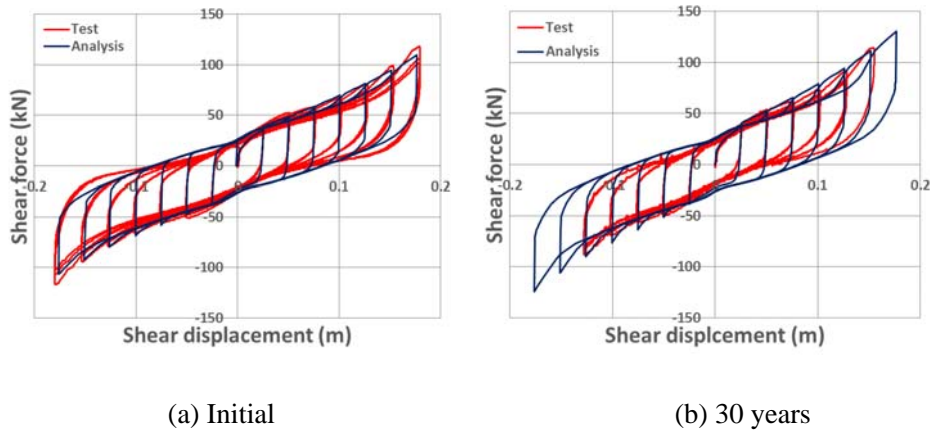 150
Test
Analysis
100
50
0
0.2
0.1
0
0.1
0.2
-50
-100
-150
Shear force (kN)
Shear displacement (m)
150
Test
Analysis
100
50
0
0.2
0.1
0
0.1
0.2
-50
-100
-150
Shear force (kN)
Shear displcement (m)
(a) Initial
(b) 30 years